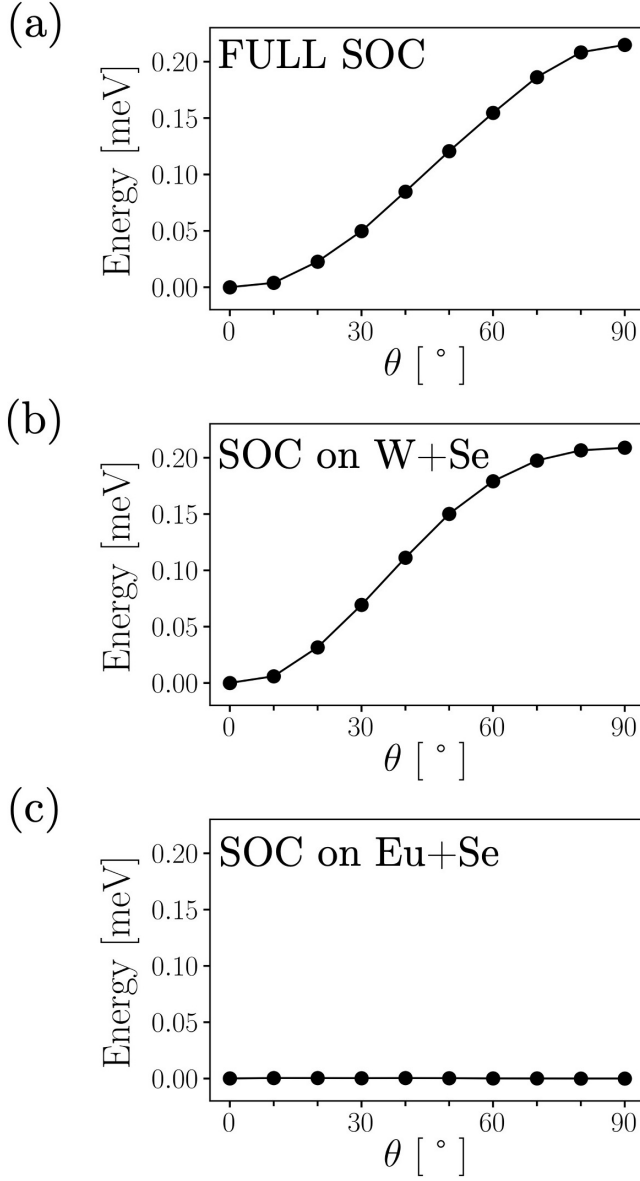 (a)
FULL SOC
Energy [meV]
0.20
0.15
0.10
0.05
0.00
0 30 60 90
θ [ ° ]
(b)
SOC on W+Se
Energy [meV]
0.20
0.15
0.10
0.05
0.00
0 30 60 90
θ [ ° ]
(c)
SOC on Eu+Se
Energy [meV]
0.20
0.15
0.10
0.05
0.00
0 30 60 90
θ [ ° ]